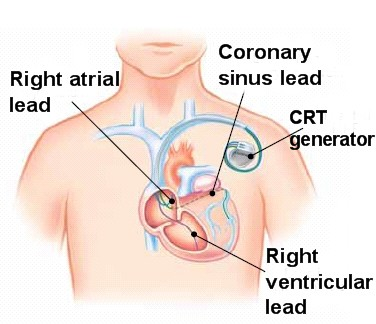 Coronary
sinus lead
Right atrial
lead
CRT
generator
Right
ventricular
lead